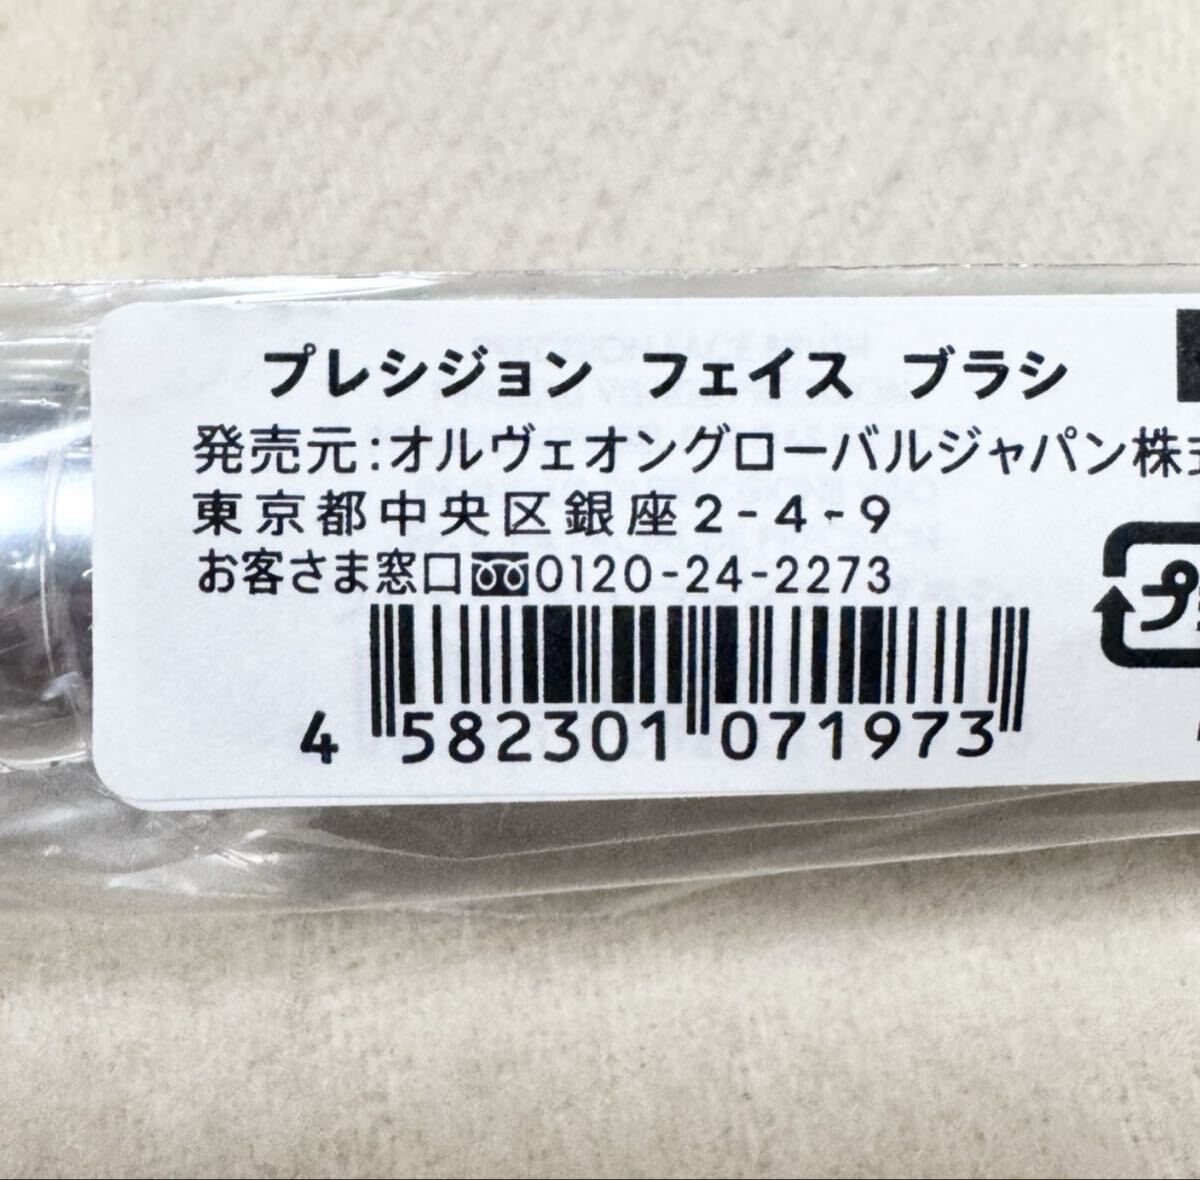 プレシジョン フェイス ブラシ
発売元:オルヴェオングローバルジャパン株式
東京都中央区銀座2-4-9
お客さま窓口0120-24-2273
プラ
4 582301 071973